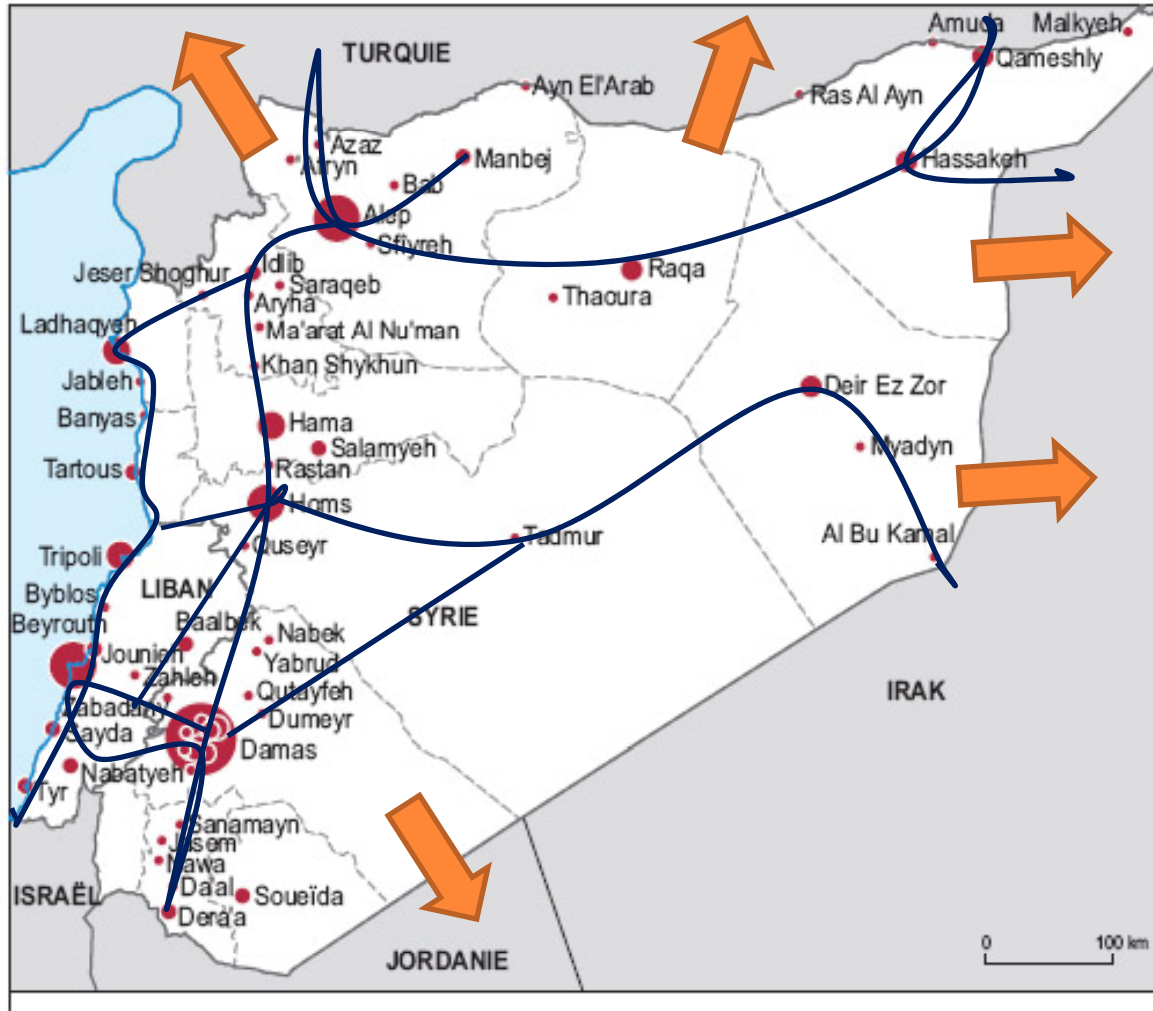 Amuda
Malkyeh
TURQUIE
Qameshly
Ayn El'Arab
Ras Al Ayn
Azaz
Afryn
Manbej
Hassakeh
Bab
Alep
Sfiyreh
Idlib
Raqa
Jeser Shoghur
Saraqeb
Thaoura
Aryha
Ladhaqyeh
Ma'arat Al Nu'man
Khan Shykhun
Jableh
Deir Ez Zor
Banyas
Hama
Salamyeh
Myadyn
Tartous
Rastan
Homs
Al Bu Kamal
Tadmur
Quseyr
Tripoli
LIBAN
Byblos
SYRIE
Beyrouth
Baalbek
Nabek
Jounieh
Yabrud
Zahleh
IRAK
Qutayfeh
Zabadany
Dumeyr
Sayda
Damas
Nabatyeh
Tyr
Sanamayn
Jasem
Nawa
ISRAËL
Da'al
Soueïda
Dera'a
0 100 km
JORDANIE